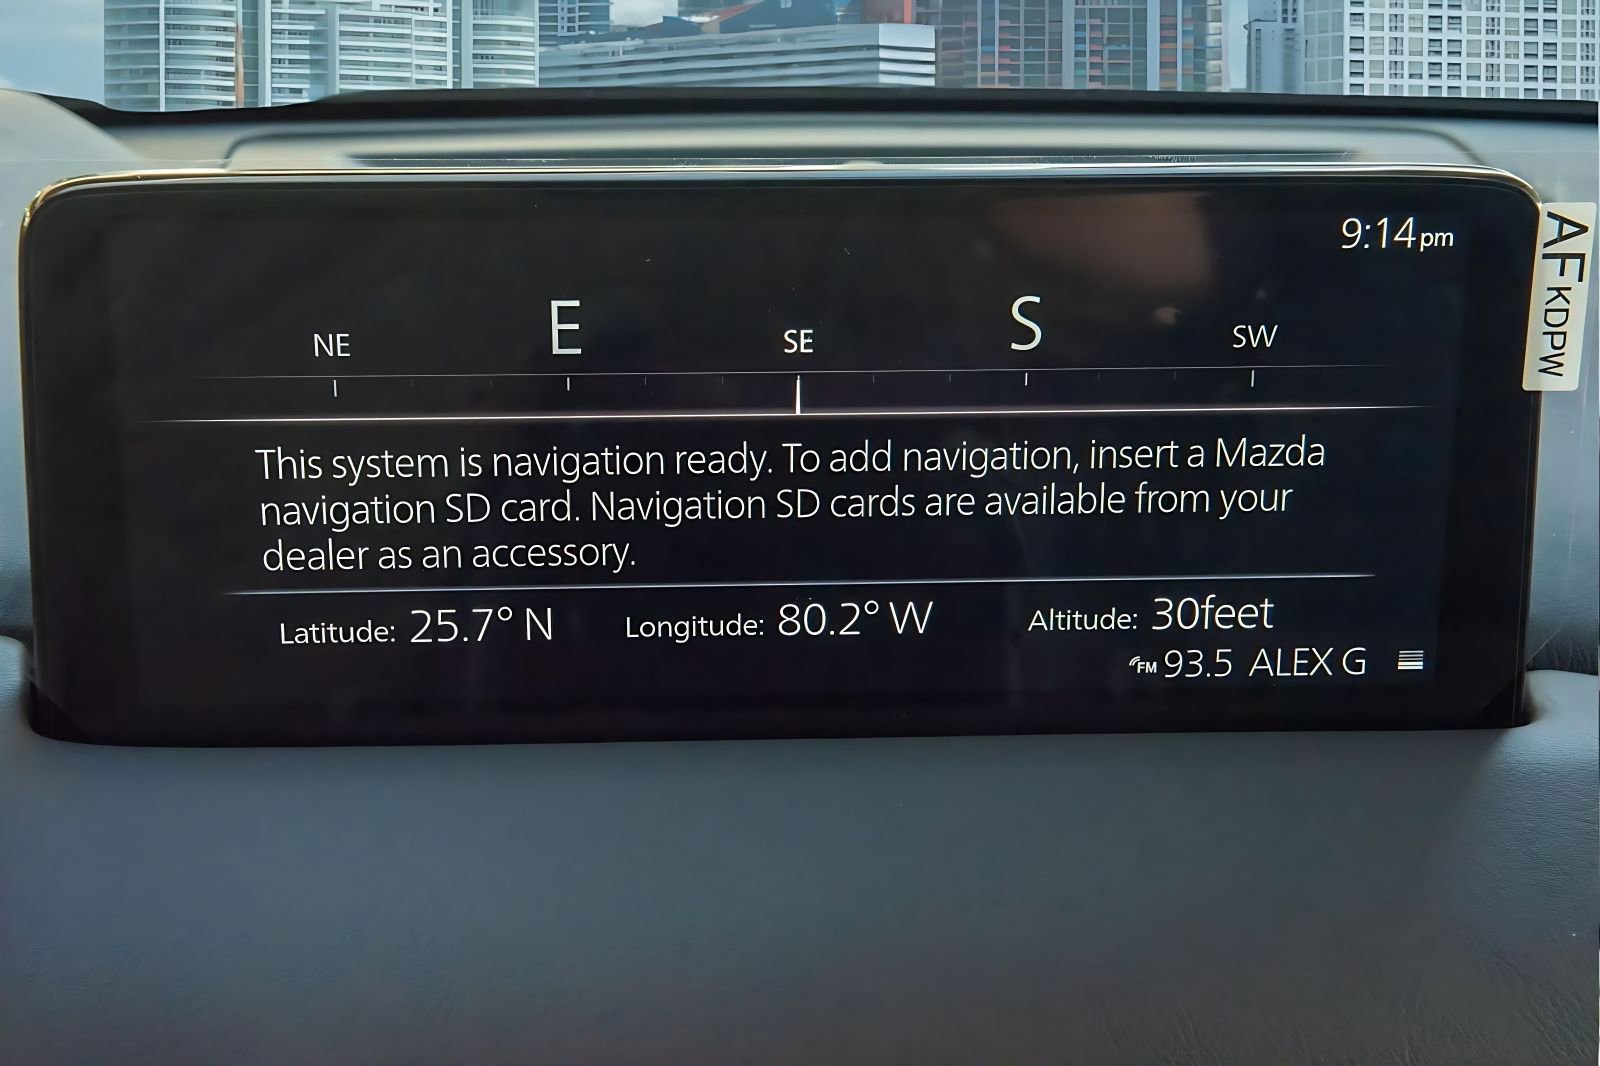 9:14pm
NE E SE S SW
This system is navigation ready. To add navigation, insert a Mazda
navigation SD card. Navigation SD cards are available from your
dealer as an accessory.
Latitude: 25.7° N Longitude: 80.2° W Altitude: 30feet
FM 93.5 ALEX G
AFKDPW